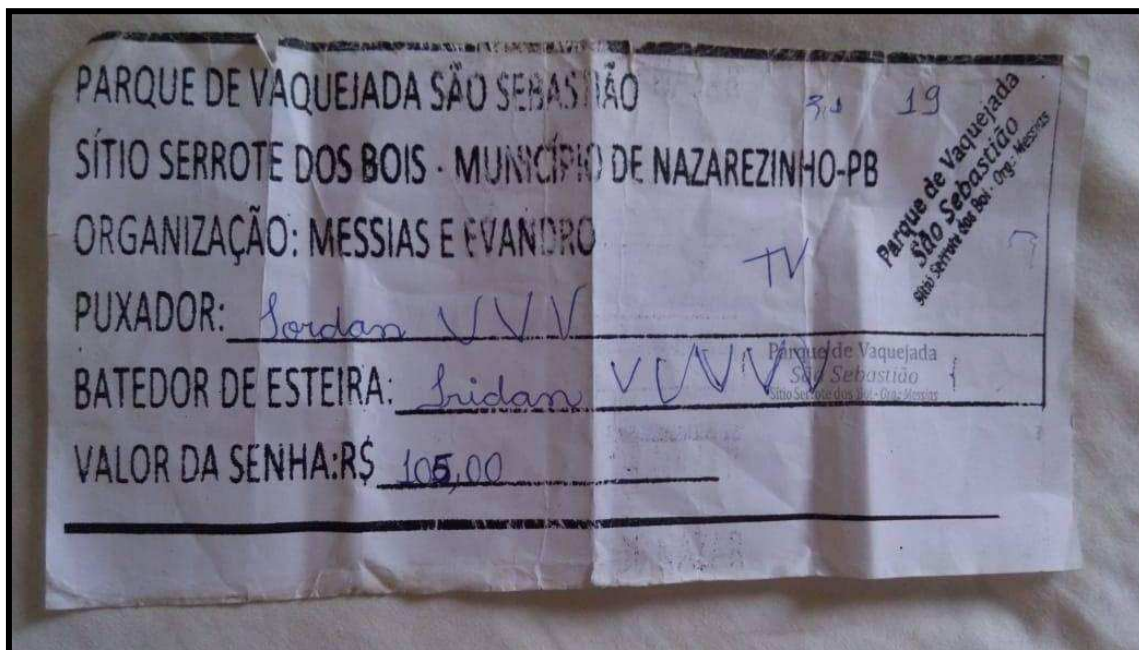 PARQUE DE VAQUEJADA SÃO SEBASTIÃO
19
SÍTIO SERROTE DOS BOIS - MUNICÍPIO DE NAZAREZINHO-PB
Parque de Vaquejada
São Sebastião
Sítio Serrote dos Boi - Org.: Messias
ORGANIZAÇÃO: MESSIAS E EVANDRO
TV
PUXADOR: Jordan V V V
BATEDOR DE ESTEIRA: Iridan V V V V V
Parque de Vaquejada
São Sebastião
Sítio Serrote dos Boi - Org.: Messias
VALOR DA SENHA:R$ 105,00